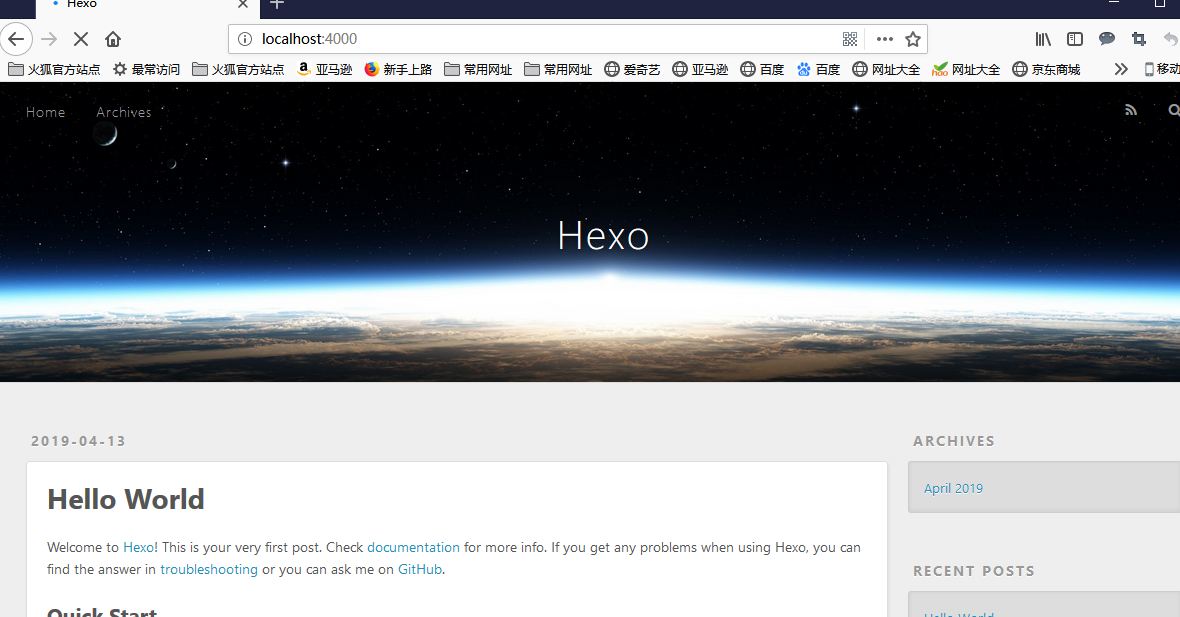 Hexo
localhost:4000
火狐官方站点 最常访问 火狐官方站点 亚马逊 新手上路 常用网址 常用网址 爱奇艺 亚马逊 百度 百度 网址大全 网址大全 京东商城 移动
Home Archives
Hexo
2019-04-13
Hello World
Welcome to Hexo! This is your very first post. Check documentation for more info. If you get any problems when using Hexo, you can
find the answer in troubleshooting or you can ask me on GitHub.
Quick Start
ARCHIVES
April 2019
RECENT POSTS
Hello World